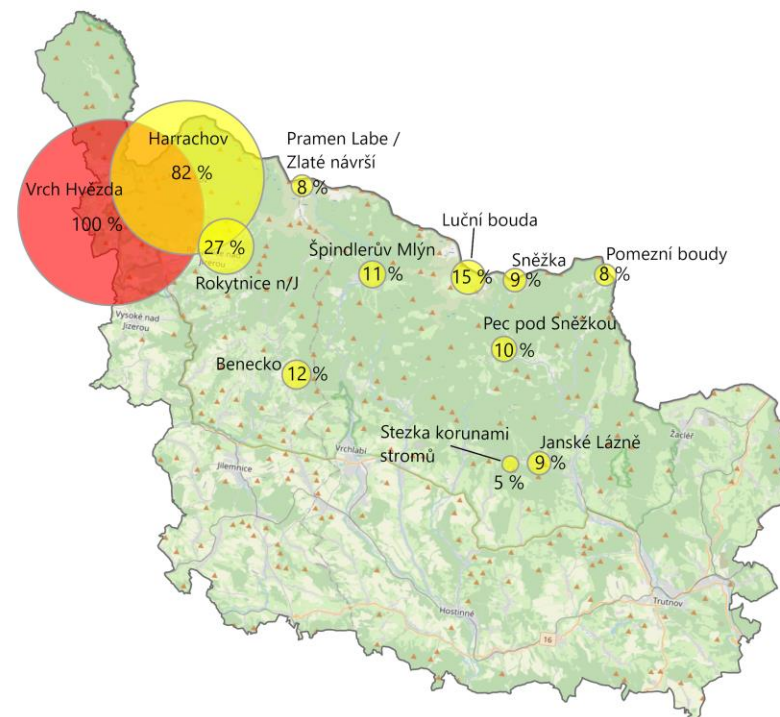 Harrachov
82 %
Vrch Hvězda
100 %
27 %
Rokytnice n/J
Pramen Labe /
Zlaté návrší
8 %
Špindlerův Mlýn
11 %
Luční bouda
15 %
Sněžka
9 %
Pomezní boudy
8 %
Pec pod Sněžkou
10 %
Vysoké nad
Jizerou
Benecko
12 %
Stezka korunami
stromů
5 %
Janské Lázně
9 %
Žacléř
Vrchlabí
Jilemnice
Hostinné
Trutnov
16